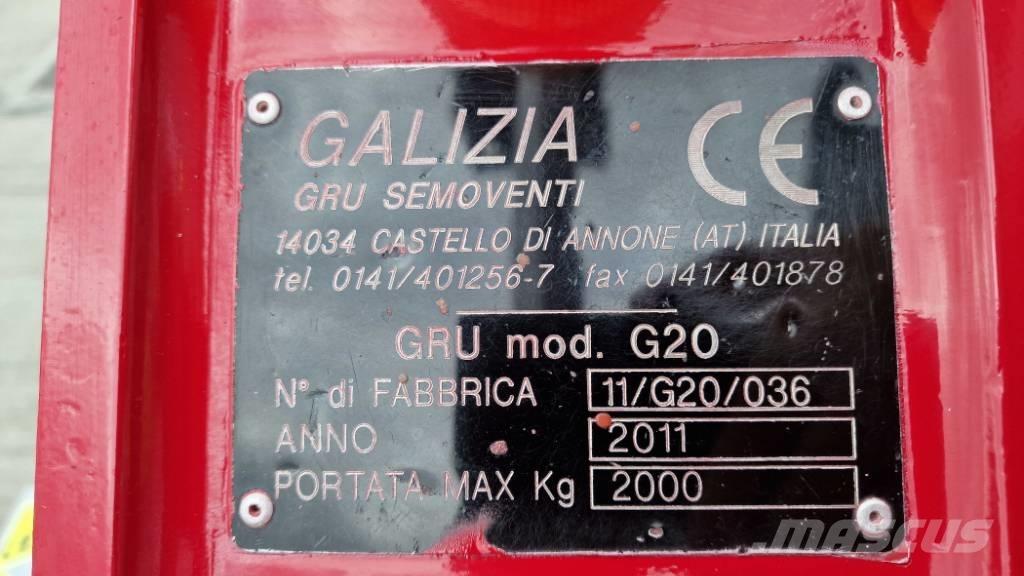 GALIZIA
CE
GRU SEMOVENTI
14034 CASTELLO DI ANNONE (AT) ITALIA
tel. 0141/401256-7 fax 0141/401878
GRU mod. G20
N° di FABBRICA 11/G20/036
ANNO 2011
PORTATA MAX Kg 2000
MASCUS